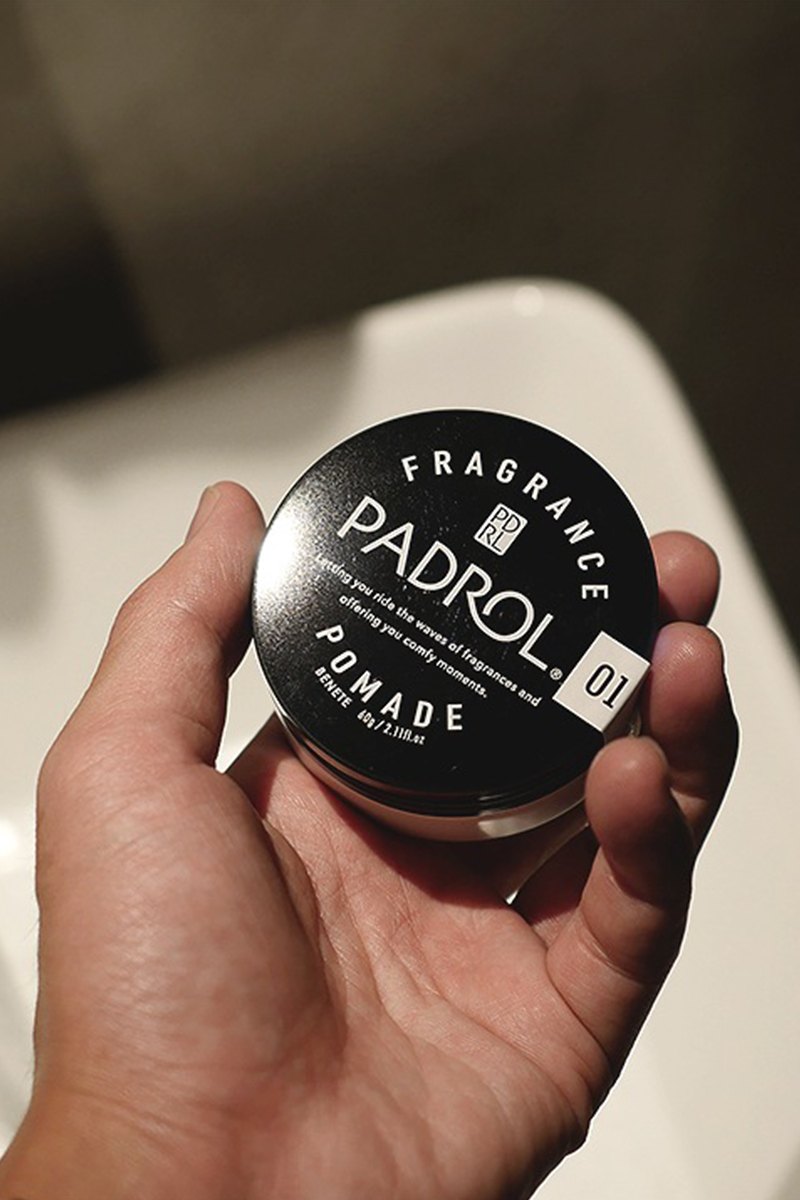 FRAGRANCE
PD
RL
PADROL®
Letting you ride the waves of fragrances and
offering you comfy moments.
01
POMADE
BENETE 60g / 2.11fl.oz